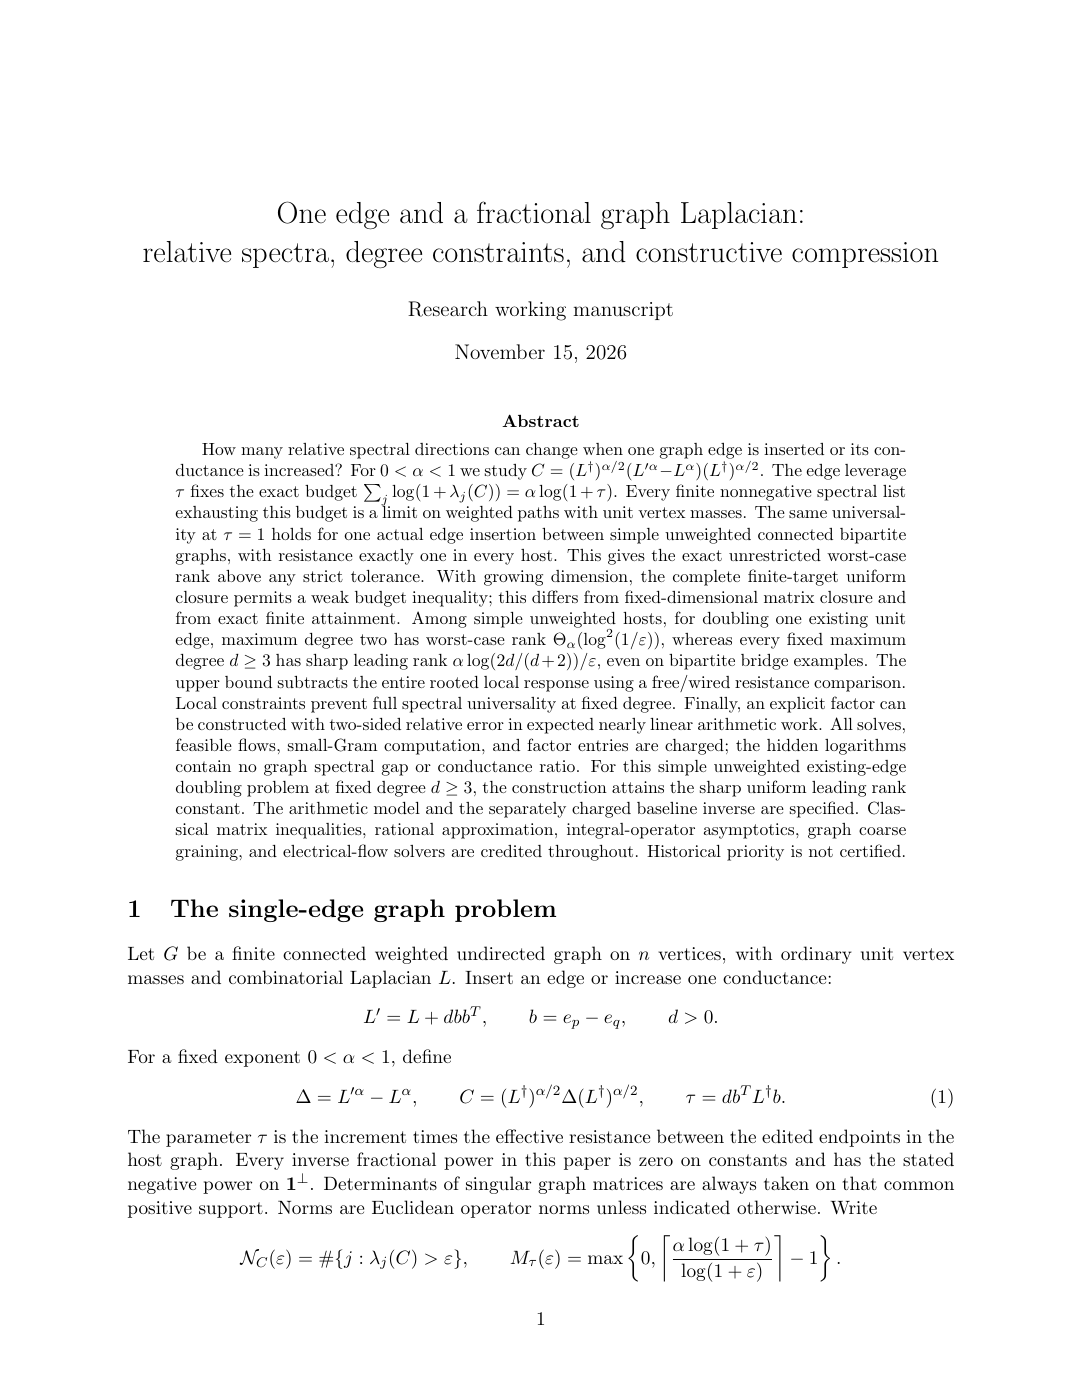 One edge and a fractional graph Laplacian:
relative spectra, degree constraints, and constructive compression
Research working manuscript
November 15, 2026
Abstract
How many relative spectral directions can change when one graph edge is inserted or its con-
ductance is increased? For 0 < α < 1 we study C = (L†)^{α/2}(L′^α−L^α)(L†)^{α/2}. The edge leverage
τ fixes the exact budget ∑_j log(1+λ_j(C)) = α log(1+τ). Every finite nonnegative spectral list
exhausting this budget is a limit on weighted paths with unit vertex masses. The same universal-
ity at τ = 1 holds for one actual edge insertion between simple unweighted connected bipartite
graphs, with resistance exactly one in every host. This gives the exact unrestricted worst-case
rank above any strict tolerance. With growing dimension, the complete finite-target uniform
closure permits a weak budget inequality; this differs from fixed-dimensional matrix closure and
from exact finite attainment. Among simple unweighted hosts, for doubling one existing unit
edge, maximum degree two has worst-case rank Θ_α(log²(1/ε)), whereas every fixed maximum
degree d ≥ 3 has sharp leading rank α log(2d/(d+2))/ε, even on bipartite bridge examples. The
upper bound subtracts the entire rooted local response using a free/wired resistance comparison.
Local constraints prevent full spectral universality at fixed degree. Finally, an explicit factor can
be constructed with two-sided relative error in expected nearly linear arithmetic work. All solves,
feasible flows, small-Gram computation, and factor entries are charged; the hidden logarithms
contain no graph spectral gap or conductance ratio. For this simple unweighted existing-edge
doubling problem at fixed degree d ≥ 3, the construction attains the sharp uniform leading rank
constant. The arithmetic model and the separately charged baseline inverse are specified. Clas-
sical matrix inequalities, rational approximation, integral-operator asymptotics, graph coarse
graining, and electrical-flow solvers are credited throughout. Historical priority is not certified.
1 The single-edge graph problem
Let G be a finite connected weighted undirected graph on n vertices, with ordinary unit vertex
masses and combinatorial Laplacian L. Insert an edge or increase one conductance:
L′ = L + dbb^T, b = e_p − e_q, d > 0.
For a fixed exponent 0 < α < 1, define
Δ = L′^α − L^α, C = (L†)^{α/2}Δ(L†)^{α/2}, τ = db^T L†b. (1)
The parameter τ is the increment times the effective resistance between the edited endpoints in the
host graph. Every inverse fractional power in this paper is zero on constants and has the stated
negative power on 1^⊥. Determinants of singular graph matrices are always taken on that common
positive support. Norms are Euclidean operator norms unless indicated otherwise. Write
𝒩_C(ε) = #{j : λ_j(C) > ε}, M_τ(ε) = max{0, ⌈α log(1 + τ)/log(1 + ε)⌉ − 1}.
1